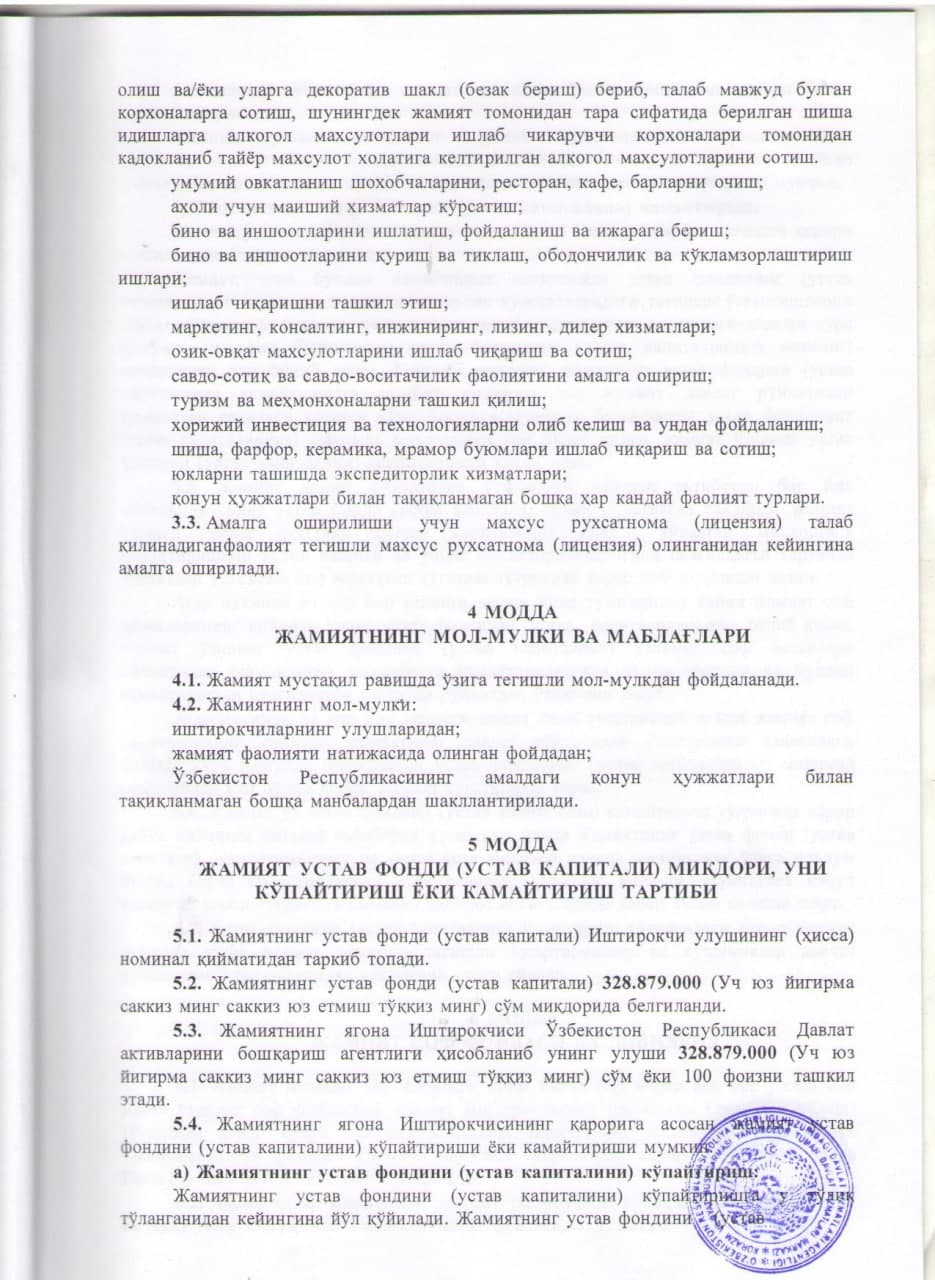 олиш ва/ёки уларга декоратив шакл (безак бериш) бериб, талаб мавжуд булган
корхоналарга сотиш, шунингдек жамият томонидан тара сифатида берилган шиша
идишларга алкогол махсулотлари ишлаб чикарувчи корхоналари томонидан
кадокланиб тайёр махсулот холатига келтирилган алкогол махсулотларини сотиш.
умумий овкатланиш шохобчаларини, ресторан, кафе, барларни очиш;
ахоли учун маиший хизматлар кўрсатиш;
бино ва иншоотларини ишлатиш, фойдаланиш ва ижарага бериш;
бино ва иншоотларини қуриш ва тиклаш, ободончилик ва кўкламзорлаштириш
ишлари;
ишлаб чиқаришни ташкил этиш;
маркетинг, консалтинг, инжиниринг, лизинг, дилер хизматлари;
озик-овқат махсулотларини ишлаб чиқариш ва сотиш;
савдо-сотиқ ва савдо-воситачилик фаолиятини амалга ошириш;
туризм ва меҳмонхоналарни ташкил қилиш;
хорижий инвестиция ва технологияларни олиб келиш ва ундан фойдаланиш;
шиша, фарфор, керамика, мрамор буюмлари ишлаб чиқариш ва сотиш;
юкларни ташишда экспедиторлик хизматлари;
қонун ҳужжатлари билан тақиқланмаган бошқа ҳар кандай фаолият турлари.
3.3. Амалга оширилиши учун махсус рухсатнома (лицензия) талаб
қилинадиганфаолият тегишли махсус рухсатнома (лицензия) олинганидан кейингина
амалга оширилади.
4 МОДДА
ЖАМИЯТНИНГ МОЛ-МУЛКИ ВА МАБЛАҒЛАРИ
4.1. Жамият мустақил равишда ўзига тегишли мол-мулкдан фойдаланади.
4.2. Жамиятнинг мол-мулки:
иштирокчиларнинг улушларидан;
жамият фаолияти натижасида олинган фойдадан;
Ўзбекистон Республикасининг амалдаги қонун ҳужжатлари билан
тақиқланмаган бошқа манбалардан шакллантирилади.
5 МОДДА
ЖАМИЯТ УСТАВ ФОНДИ (УСТАВ КАПИТАЛИ) МИҚДОРИ, УНИ
КЎПАЙТИРИШ ЁКИ КАМАЙТИРИШ ТАРТИБИ
5.1. Жамиятнинг устав фонди (устав капитали) Иштирокчи улушининг (ҳисса)
номинал қийматидан таркиб топади.
5.2. Жамиятнинг устав фонди (устав капитали) 328.879.000 (Уч юз йигирма
саккиз минг саккиз юз етмиш тўққиз минг) сўм миқдорида белгиланди.
5.3. Жамиятнинг ягона Иштирокчиси Ўзбекистон Республикаси Давлат
активларини бошқариш агентлиги ҳисобланиб унинг улуши 328.879.000 (Уч юз
йигирма саккиз минг саккиз юз етмиш тўққиз минг) сўм ёки 100 фоизни ташкил
этади.
5.4. Жамиятнинг ягона Иштирокчисининг қарорига асосан жамият устав
фондини (устав капиталини) кўпайтириши ёки камайтириши мумкин.
а) Жамиятнинг устав фондини (устав капиталини) кўпайтириш:
Жамиятнинг устав фондини (устав капиталини) кўпайтиришга у тўлиқ
тўланганидан кейингина йўл қўйилади. Жамиятнинг устав фондини (устав